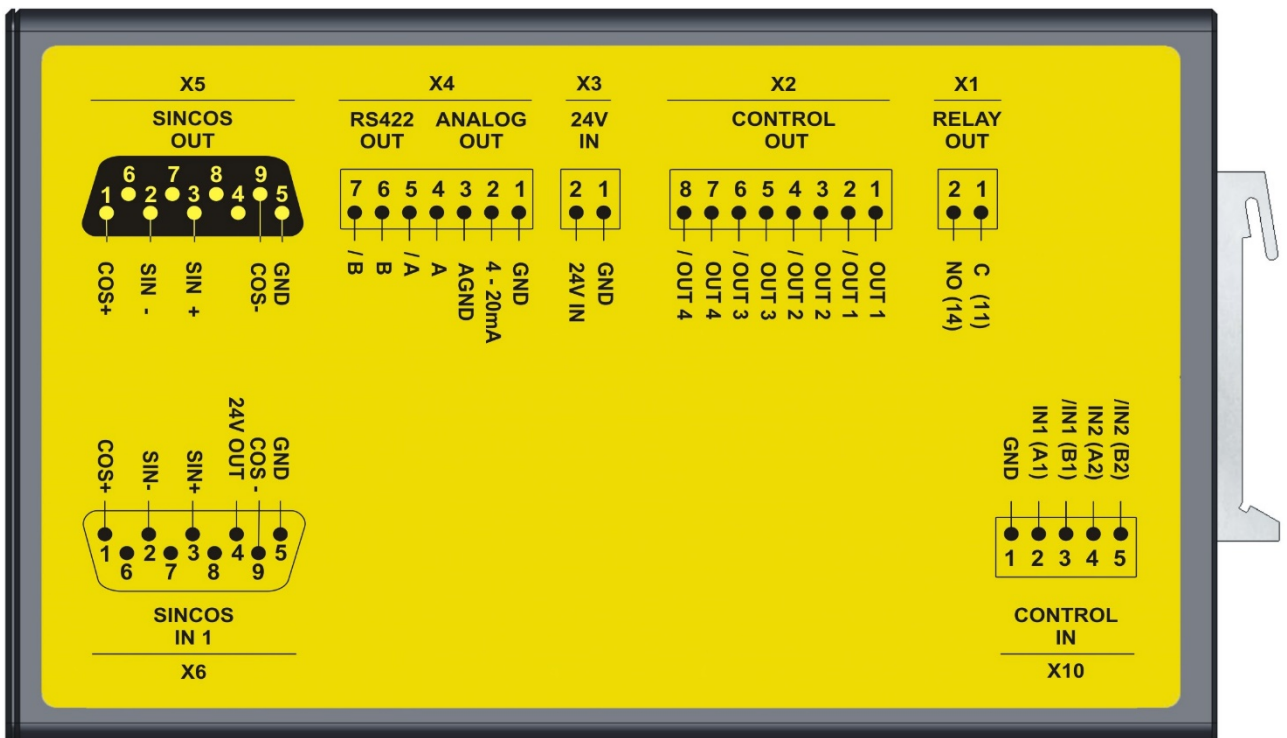 X5 X4 X3 X2 X1
SINCOS OUT
RS422 OUT
ANALOG OUT
24V IN
CONTROL OUT
RELAY OUT
6 7 8 9
1 2 3 4 5
COS+
SIN -
SIN +
COS-
GND
7 6 5 4 3 2 1
/ B
B
/ A
A
AGND
4 - 20mA
GND
2 1
24V IN
GND
8 7 6 5 4 3 2 1
/ OUT 4
OUT 4
/ OUT 3
OUT 3
/ OUT 2
OUT 2
/ OUT 1
OUT 1
2 1
NO (14)
C (11)
COS+
SIN-
SIN+
24V OUT
COS -
GND
1 2 3 4 5
6 7 8 9
SINCOS
IN 1
X6
GND
IN1 (A1)
/IN1 (B1)
IN2 (A2)
/IN2 (B2)
1 2 3 4 5
CONTROL
IN
X10